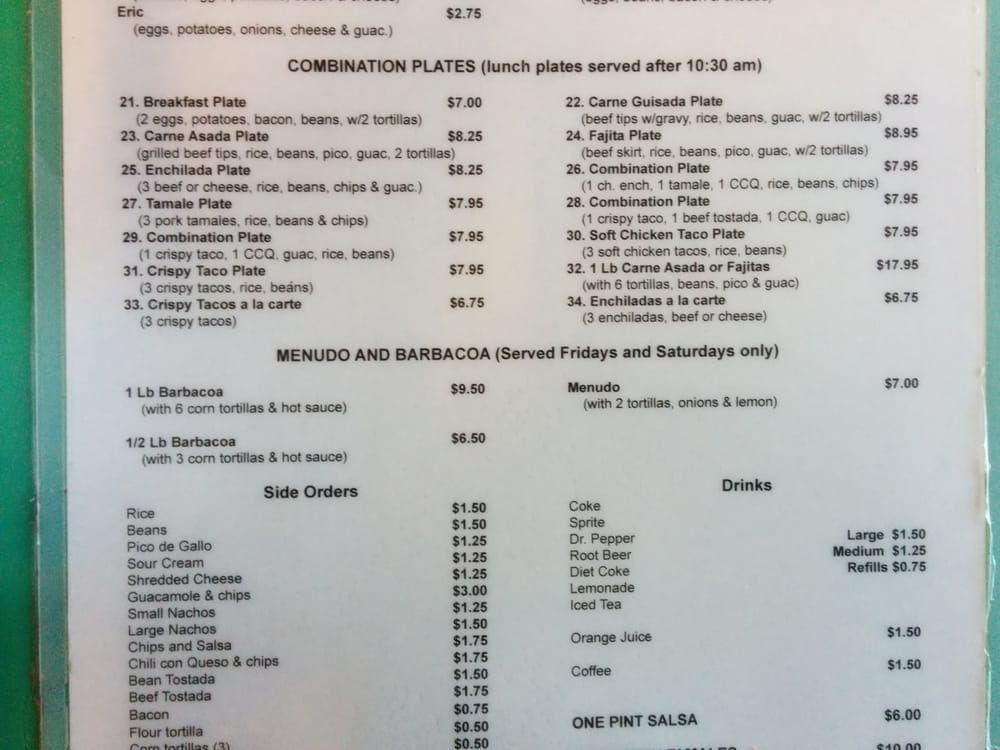 Eric $2.75
(eggs, potatoes, onions, cheese & guac.)
COMBINATION PLATES (lunch plates served after 10:30 am)
21. Breakfast Plate $7.00
(2 eggs, potatoes, bacon, beans, w/2 tortillas)
23. Carne Asada Plate $8.25
(grilled beef tips, rice, beans, pico, guac, 2 tortillas)
25. Enchilada Plate $8.25
(3 beef or cheese, rice, beans, chips & guac.)
27. Tamale Plate $7.95
(3 pork tamales, rice, beans & chips)
29. Combination Plate $7.95
(1 crispy taco, 1 CCQ, guac, rice, beans)
31. Crispy Taco Plate $7.95
(3 crispy tacos, rice, beans)
33. Crispy Tacos a la carte $6.75
(3 crispy tacos)
22. Carne Guisada Plate $8.25
(beef tips w/gravy, rice, beans, guac, w/2 tortillas)
24. Fajita Plate $8.95
(beef skirt, rice, beans, pico, guac, w/2 tortillas)
26. Combination Plate $7.95
(1 ch. ench, 1 tamale, 1 CCQ, rice, beans, chips)
28. Combination Plate $7.95
(1 crispy taco, 1 beef tostada, 1 CCQ, guac)
30. Soft Chicken Taco Plate $7.95
(3 soft chicken tacos, rice, beans)
32. 1 Lb Carne Asada or Fajitas $17.95
(with 6 tortillas, beans, pico & guac)
34. Enchiladas a la carte $6.75
(3 enchiladas, beef or cheese)
MENUDO AND BARBACOA (Served Fridays and Saturdays only)
1 Lb Barbacoa $9.50
(with 6 corn tortillas & hot sauce)
1/2 Lb Barbacoa $6.50
(with 3 corn tortillas & hot sauce)
Menudo $7.00
(with 2 tortillas, onions & lemon)
Side Orders
Rice $1.50
Beans $1.50
Pico de Gallo $1.25
Sour Cream $1.25
Shredded Cheese $1.25
Guacamole & chips $3.00
Small Nachos $1.25
Large Nachos $1.50
Chips and Salsa $1.75
Chili con Queso & chips $1.75
Bean Tostada $1.50
Beef Tostada $1.75
Bacon $0.75
Flour tortilla $0.50
Corn tortillas (3) $0.50
Drinks
Coke
Sprite
Dr. Pepper Large $1.50
Root Beer Medium $1.25
Diet Coke Refills $0.75
Lemonade
Iced Tea
Orange Juice $1.50
Coffee $1.50
ONE PINT SALSA $6.00
$10.00